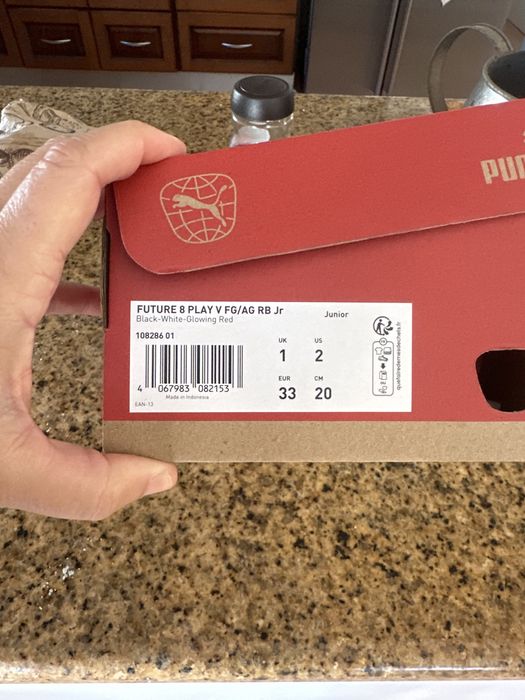 FUTURE 8 PLAY V FG/AG RB Jr
Black-White-Glowing Red
Junior
108286 01
UK US
1 2
EUR CM
33 20
4 067983 082153
Made in Indonesia
EAN-13
quefairedemesdechets.fr